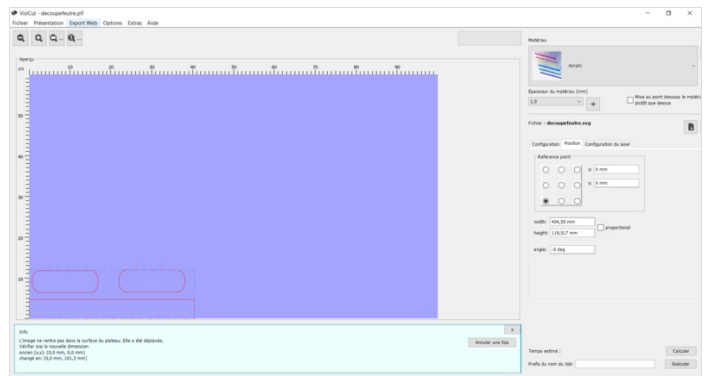 VisiCut - decoupefeutre.plf
Fichier Présentation Export Web Options Extras Aide
Aperçu
cm 10 20 30 40 50 60 70 80 90
50
40
30
20
10
Info
L'image ne rentre pas dans la surface du plateau. Elle a été déplacée.
Vérifier svp la nouvelle dimension
ancien (x,y): (0,0 mm, 0,0 mm)
changé en: (0,0 mm, 101,3 mm)
x
Annuler une fois
Matériau
Acrylic
Épaisseur du matériau (mm)
1.0
+
Mise au point dessous le matéri
plutôt que dessus
Fichier : decoupefeutre.svg
Configuration Position Configuration du laser
Reference point
x: 0 mm
0 mm
width: 404,55 mm
height: 118,517 mm
proportional
angle: -0 deg
Temps estimé :
Calculer
Prefix du nom du Job:
Exécuter